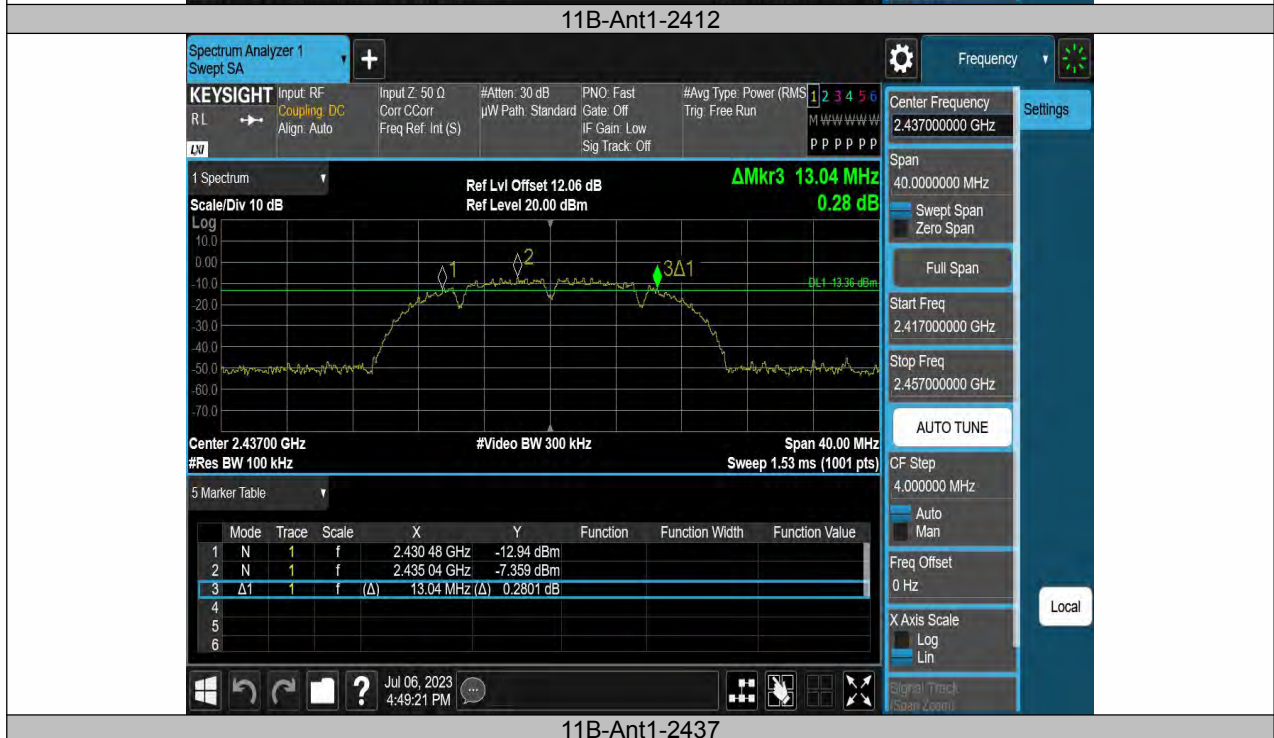 11B-Ant1-2412
Spectrum Analyzer 1
Swept SA
+
Frequency
KEYSIGHT
RL
LXI
Input: RF
Coupling: DC
Align: Auto
Input Z: 50 Ω
Corr CCorr
Freq Ref: Int (S)
#Atten: 30 dB
µW Path: Standard
PNO: Fast
Gate: Off
IF Gain: Low
Sig Track: Off
#Avg Type: Power (RMS
Trig: Free Run
1 2 3 4 5 6
M W W W W W
P P P P P P
Center Frequency
2.437000000 GHz
Settings
Span
40.0000000 MHz
Swept Span
Zero Span
Full Span
Start Freq
2.417000000 GHz
Stop Freq
2.457000000 GHz
AUTO TUNE
CF Step
4.000000 MHz
Auto
Man
Freq Offset
0 Hz
X Axis Scale
Log
Lin
Signal Track
(Span Zoom)
Local
1 Spectrum
Scale/Div 10 dB
Ref Lvl Offset 12.06 dB
Ref Level 20.00 dBm
ΔMkr3 13.04 MHz
0.28 dB
Log
10.0
0.00
-10.0
-20.0
-30.0
-40.0
-50.0
-60.0
-70.0
1
2
3Δ1
DL1 -13.36 dBm
Center 2.43700 GHz
#Res BW 100 kHz
#Video BW 300 kHz
Span 40.00 MHz
Sweep 1.53 ms (1001 pts)
5 Marker Table
Mode Trace Scale X Y Function Function Width Function Value
1 N 1 f 2.430 48 GHz -12.94 dBm
2 N 1 f 2.435 04 GHz -7.359 dBm
3 Δ1 1 f (Δ) 13.04 MHz (Δ) 0.2801 dB
4
5
6
?
Jul 06, 2023
4:49:21 PM
11B-Ant1-2437